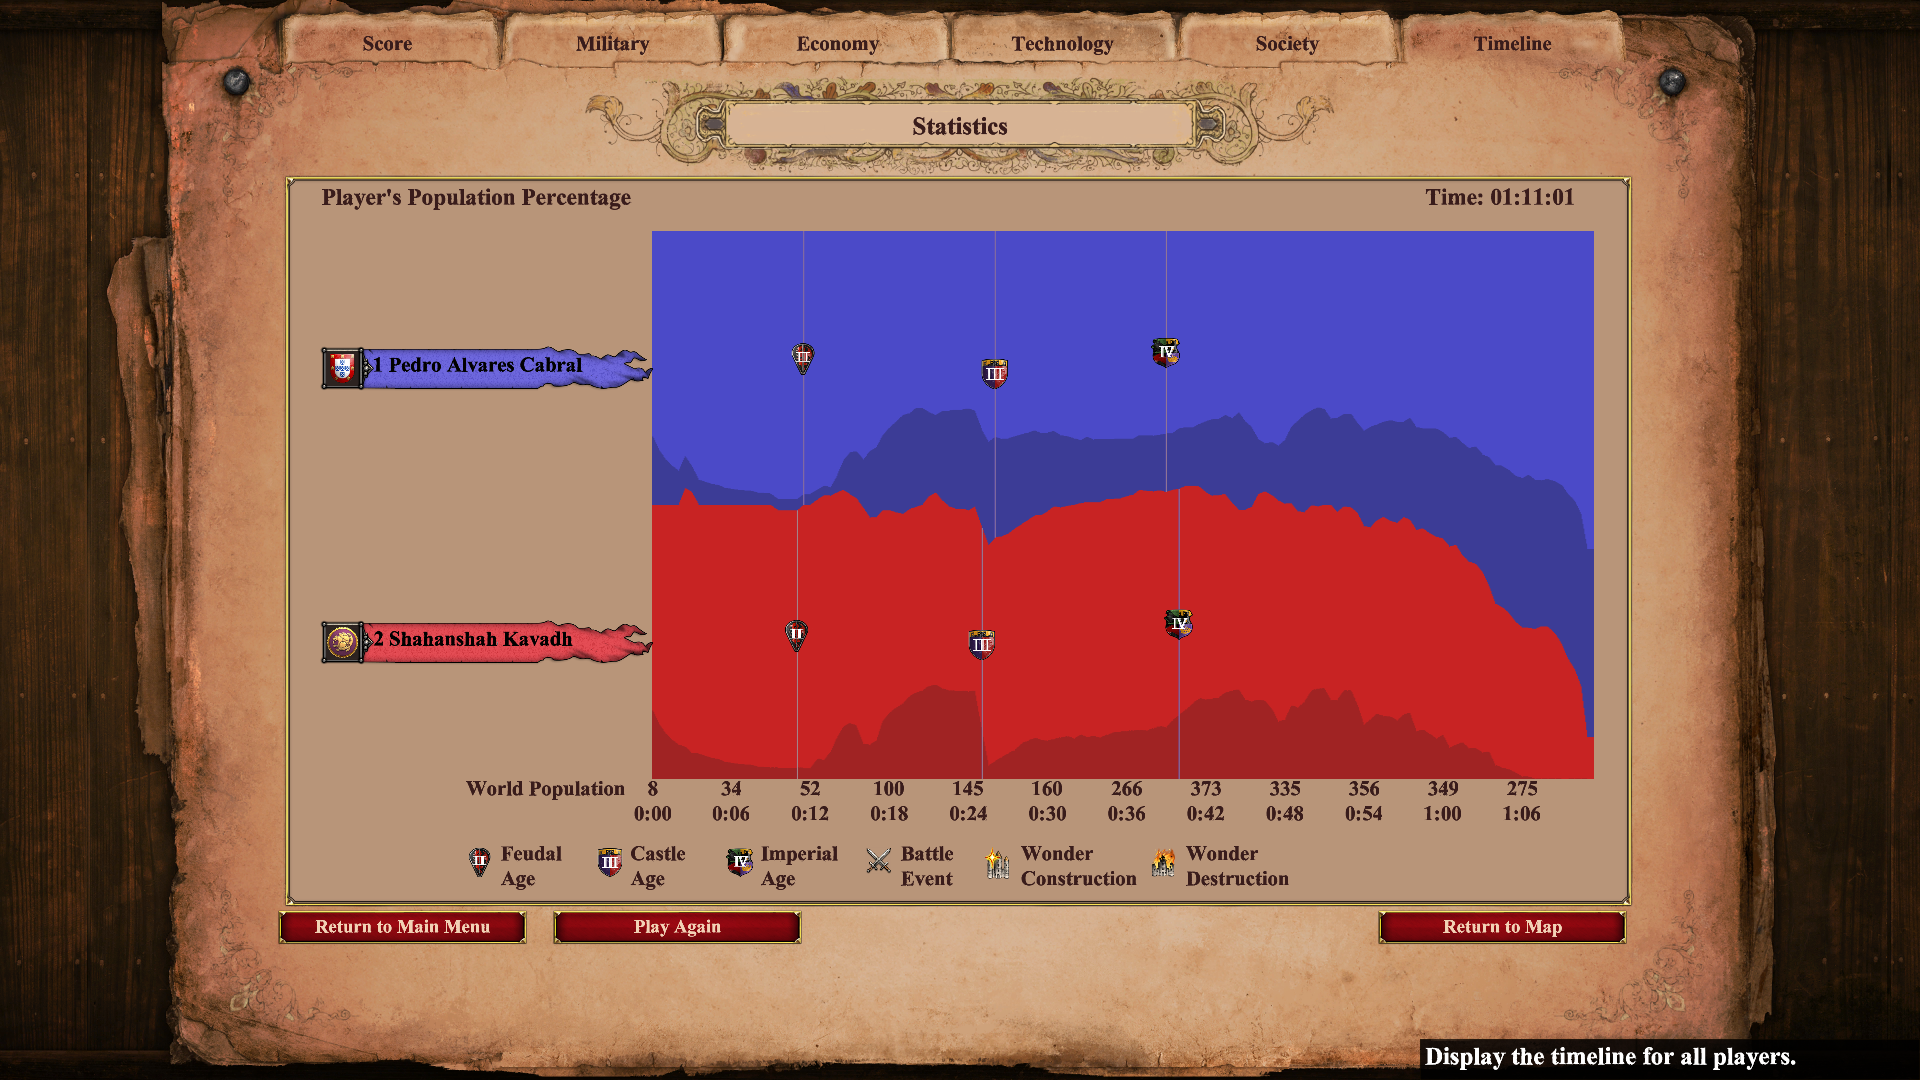 Score Military Economy Technology Society Timeline
Statistics
Player's Population Percentage Time: 01:11:01
1 Pedro Alvares Cabral
II III IV
2 Shahanshah Kavadh
II III IV
World Population 8 34 52 100 145 160 266 373 335 356 349 275
0:00 0:06 0:12 0:18 0:24 0:30 0:36 0:42 0:48 0:54 1:00 1:06
II Feudal Age
III Castle Age
IV Imperial Age
Battle Event
Wonder Construction
Wonder Destruction
Return to Main Menu Play Again Return to Map
Display the timeline for all players.